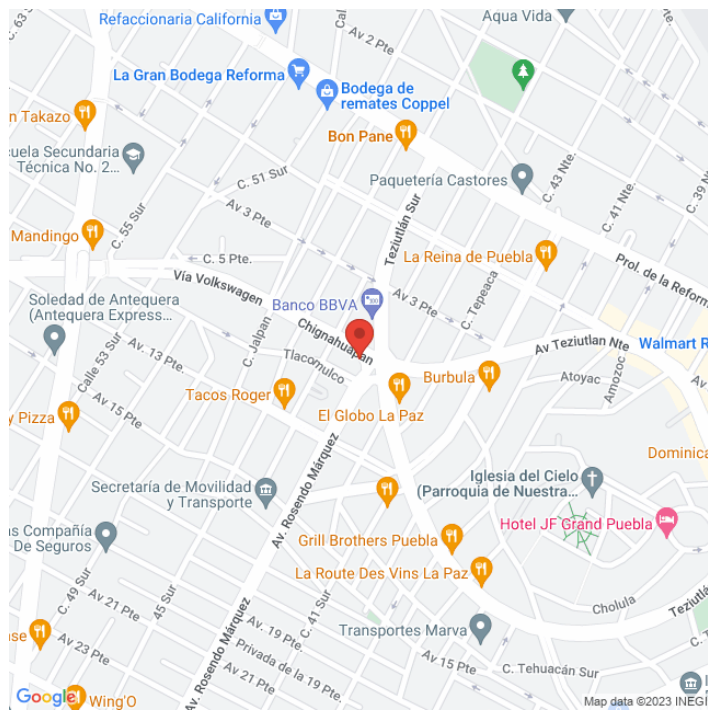 C. 63 S
Refaccionaria California
Cal
Aqua Vida
Av 2 Pte
La Gran Bodega Reforma
Bodega de
remates Coppel
n Takazo
Bon Pane
cuela Secundaria
Técnica No. 2...
C. 51 Sur
C. 55 Sur
Paquetería Castores
C. 43 Nte.
C. 41 Nte.
C. 39 N
Av 3 Pte
Teziutlán Sur
Mandingo
C. 5 Pte.
La Reina de Puebla
Prol. de la Reforma
Vía Volkswagen
Soledad de Antequera
(Antequera Express...
Banco BBVA
Av 3 Pte
C. Tepeaca
Chignahuapan
Calle 53 Sur
C. Jalpan
Tlacomulco
Av Teziutlan Nte
Walmart R
Av. 13 Pte
Atoyac
Amozoc
Av.
Av 15 Pte
Tacos Roger
Burbula
y Pizza
El Globo La Paz
Dominica
Secretaría de Movilidad
y Transporte
Av. Rosendo Márquez
Iglesia del Cielo
(Parroquia de Nuestra...
Hotel JF Grand Puebla
as Compañía
De Seguros
Grill Brothers Puebla
La Route Des Vins La Paz
C. 49 Sur
Av 21 Pte
45 Sur
Cholula
Teziutl
Av. Rosendo Márquez
Av. 19 Pte.
C. 41 Sur
Transportes Marva
ase
Av 23 Pte
Privada de la 19 Pte.
Av 15 Pte
C. Te
Av 21 Pte
C. Tehuacán Sur
Google
Wing'O
Map data ©2023 INEGI